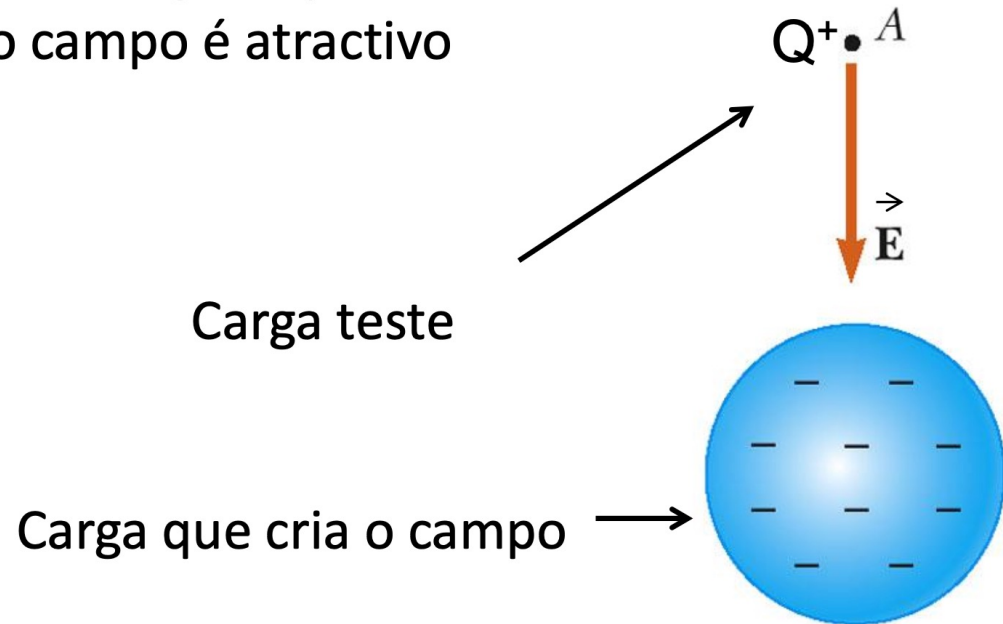 o campo é atractivo
Q⁺ A
E
Carga teste
Carga que cria o campo